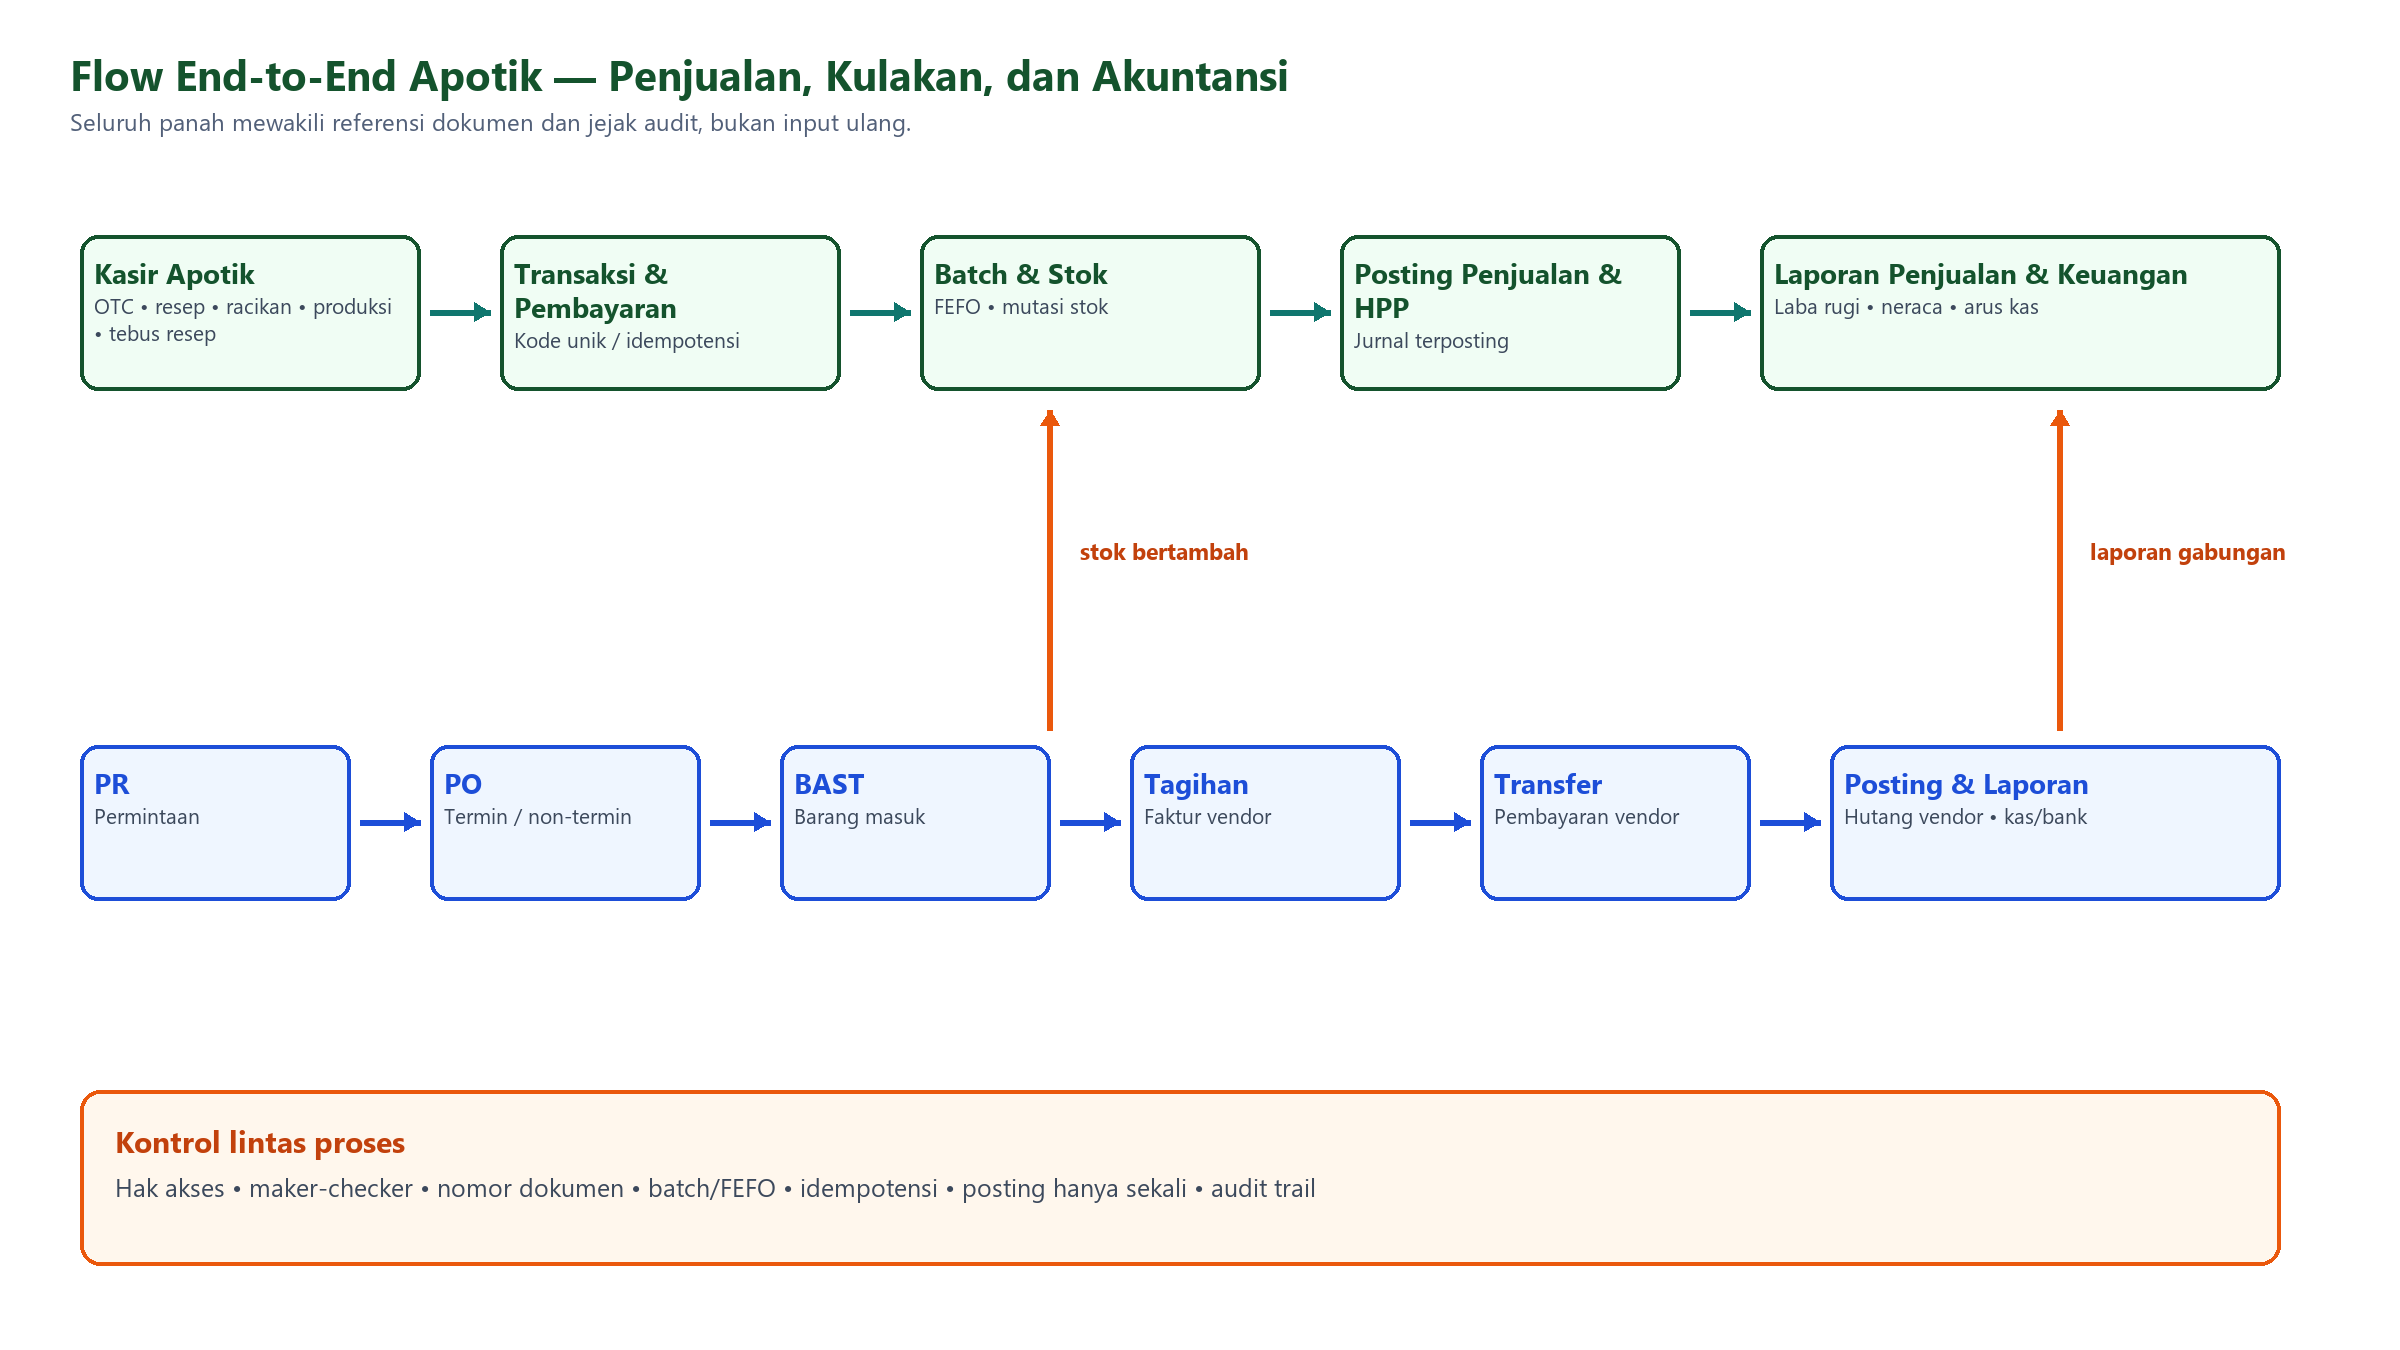 Flow End-to-End Apotik — Penjualan, Kulakan, dan Akuntansi
Seluruh panah mewakili referensi dokumen dan jejak audit, bukan input ulang.
Kasir Apotik
OTC • resep • racikan • produksi
• tebus resep
Transaksi &
Pembayaran
Kode unik / idempotensi
Batch & Stok
FEFO • mutasi stok
Posting Penjualan &
HPP
Jurnal terposting
Laporan Penjualan & Keuangan
Laba rugi • neraca • arus kas
stok bertambah
laporan gabungan
PR
Permintaan
PO
Termin / non-termin
BAST
Barang masuk
Tagihan
Faktur vendor
Transfer
Pembayaran vendor
Posting & Laporan
Hutang vendor • kas/bank
Kontrol lintas proses
Hak akses • maker-checker • nomor dokumen • batch/FEFO • idempotensi • posting hanya sekali • audit trail